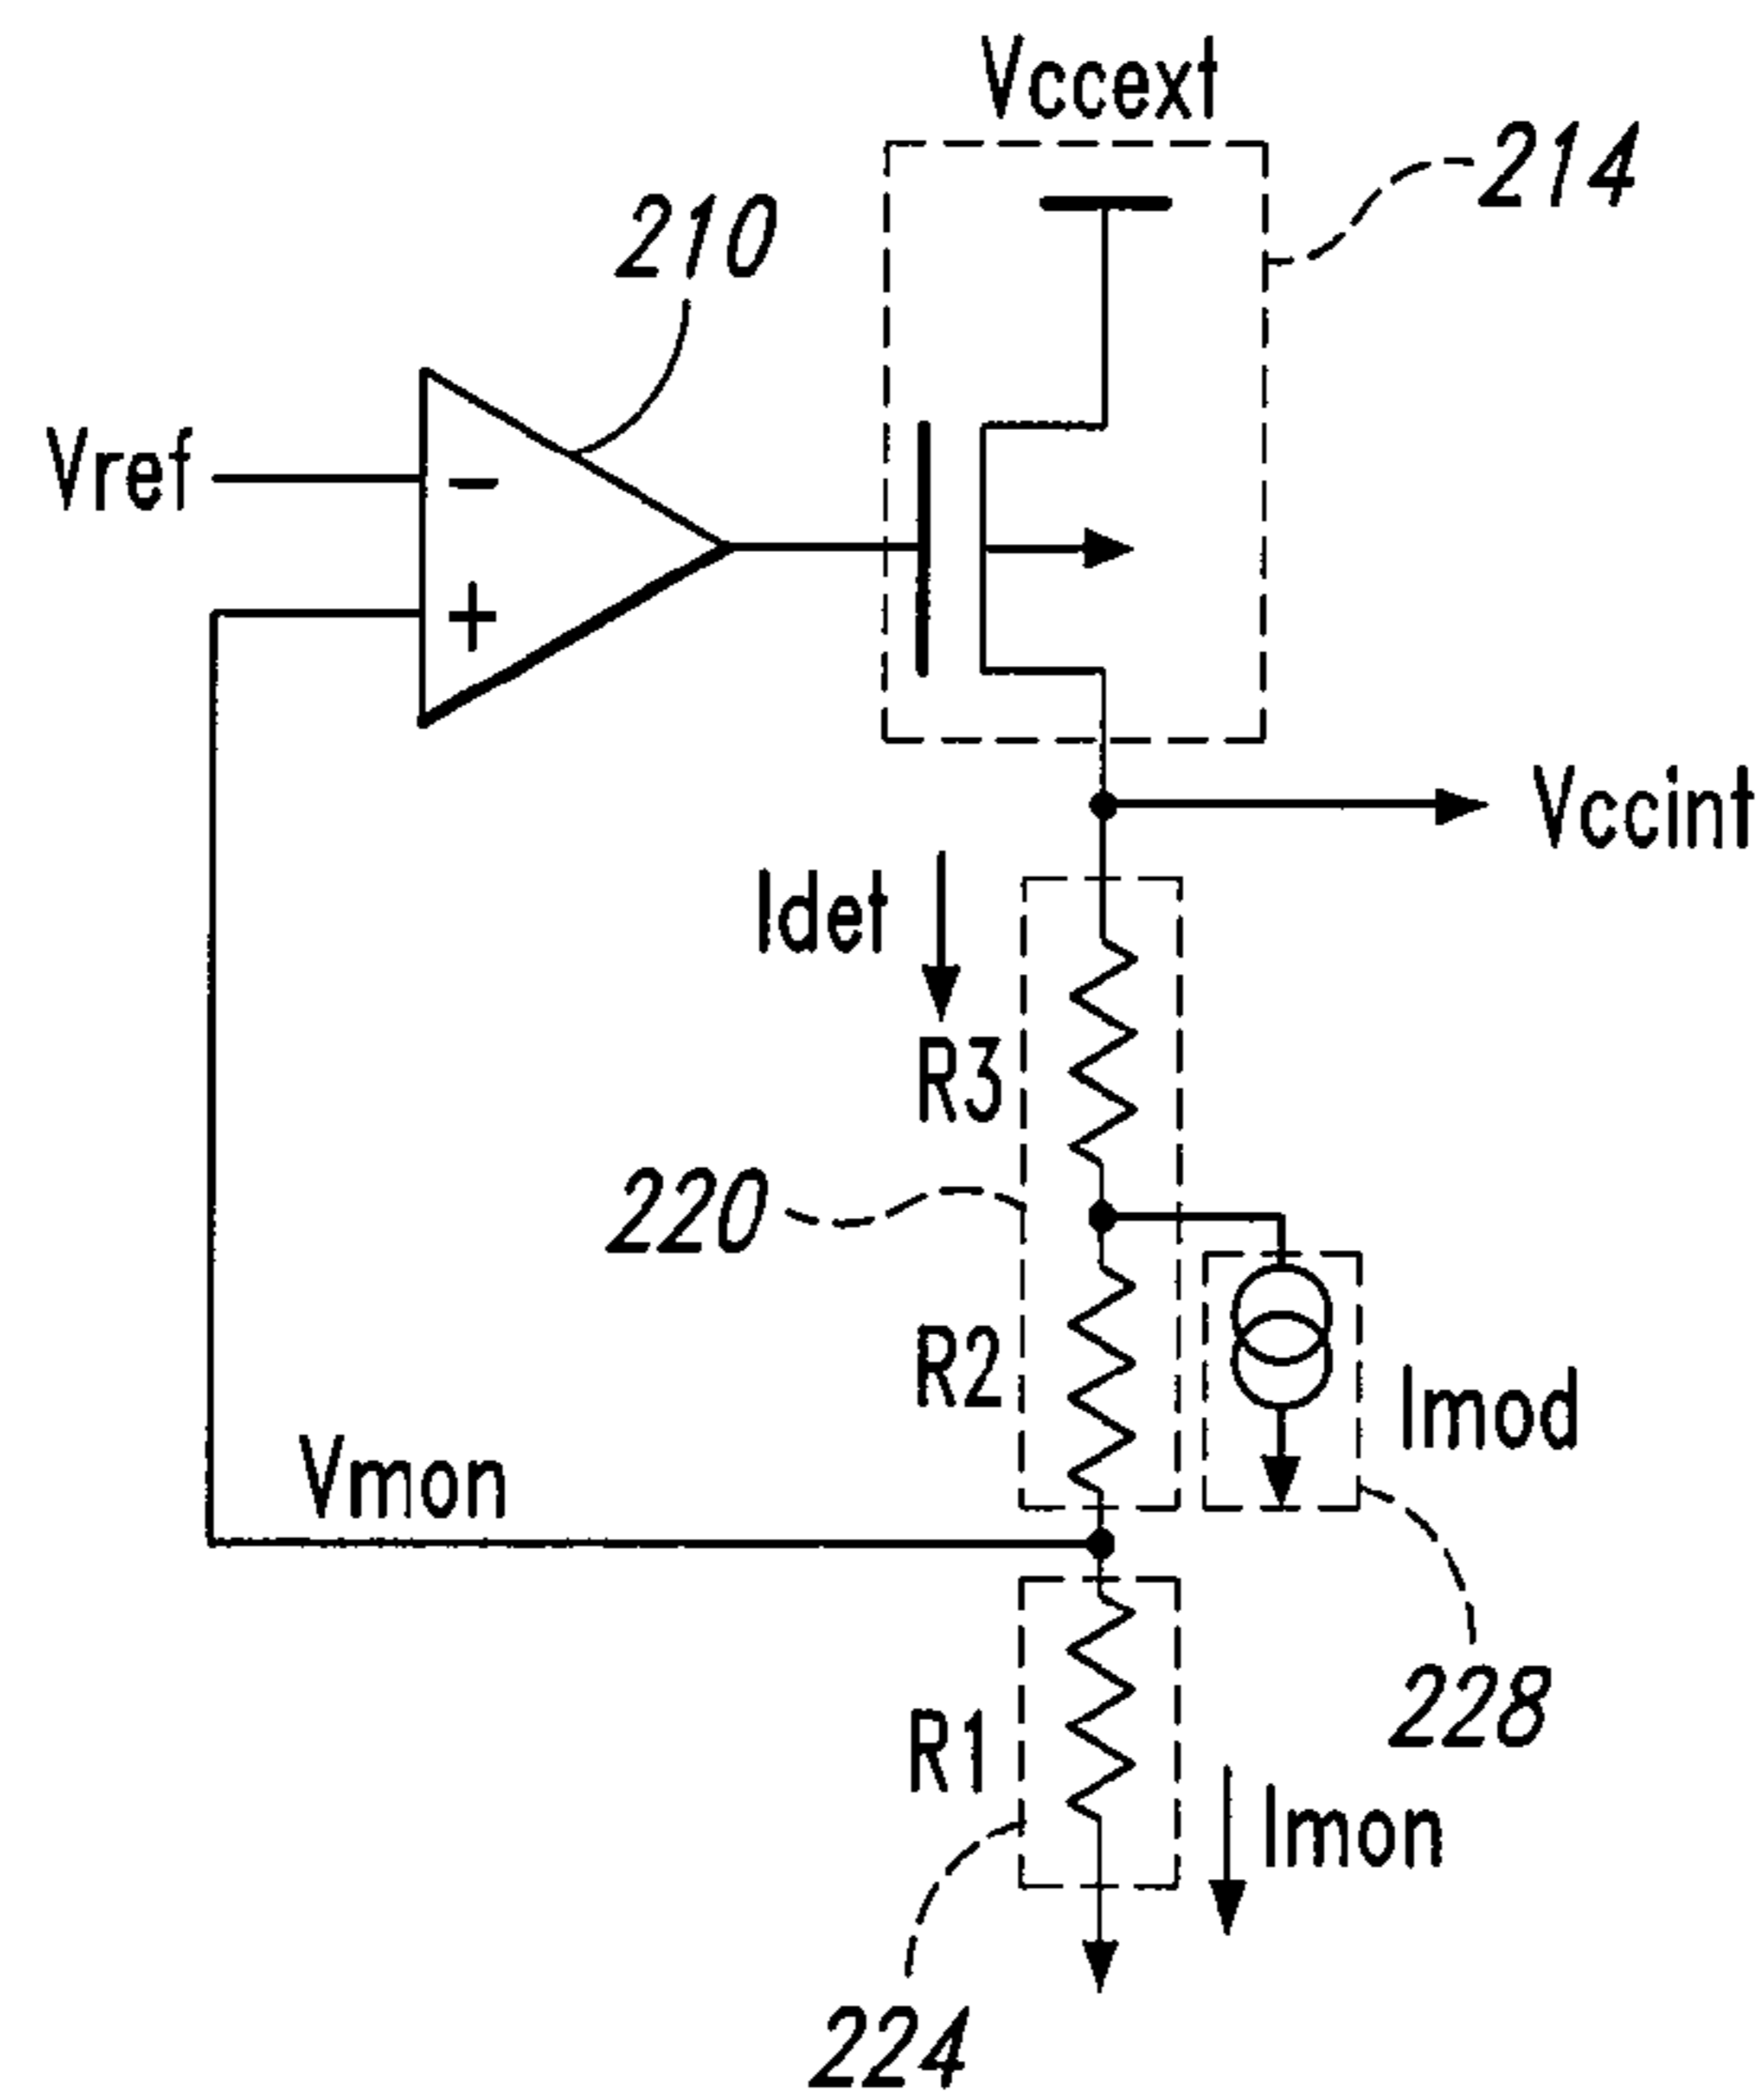 Vccext
214
210
Vref
−
+
Vccint
Idet
R3
220
R2
Imod
Vmon
228
R1
Imon
224